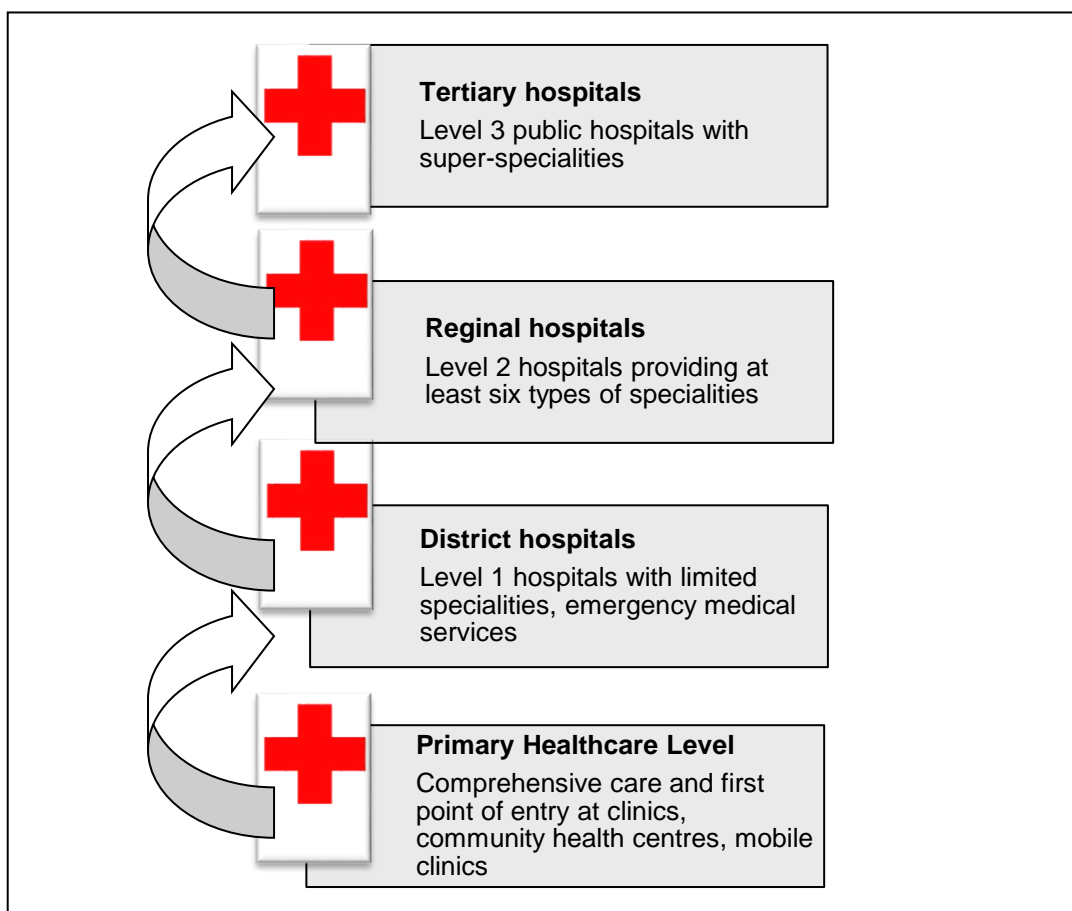 Tertiary hospitals
Level 3 public hospitals with
super-specialities
Reginal hospitals
Level 2 hospitals providing at
least six types of specialities
District hospitals
Level 1 hospitals with limited
specialities, emergency medical
services
Primary Healthcare Level
Comprehensive care and first
point of entry at clinics,
community health centres, mobile
clinics